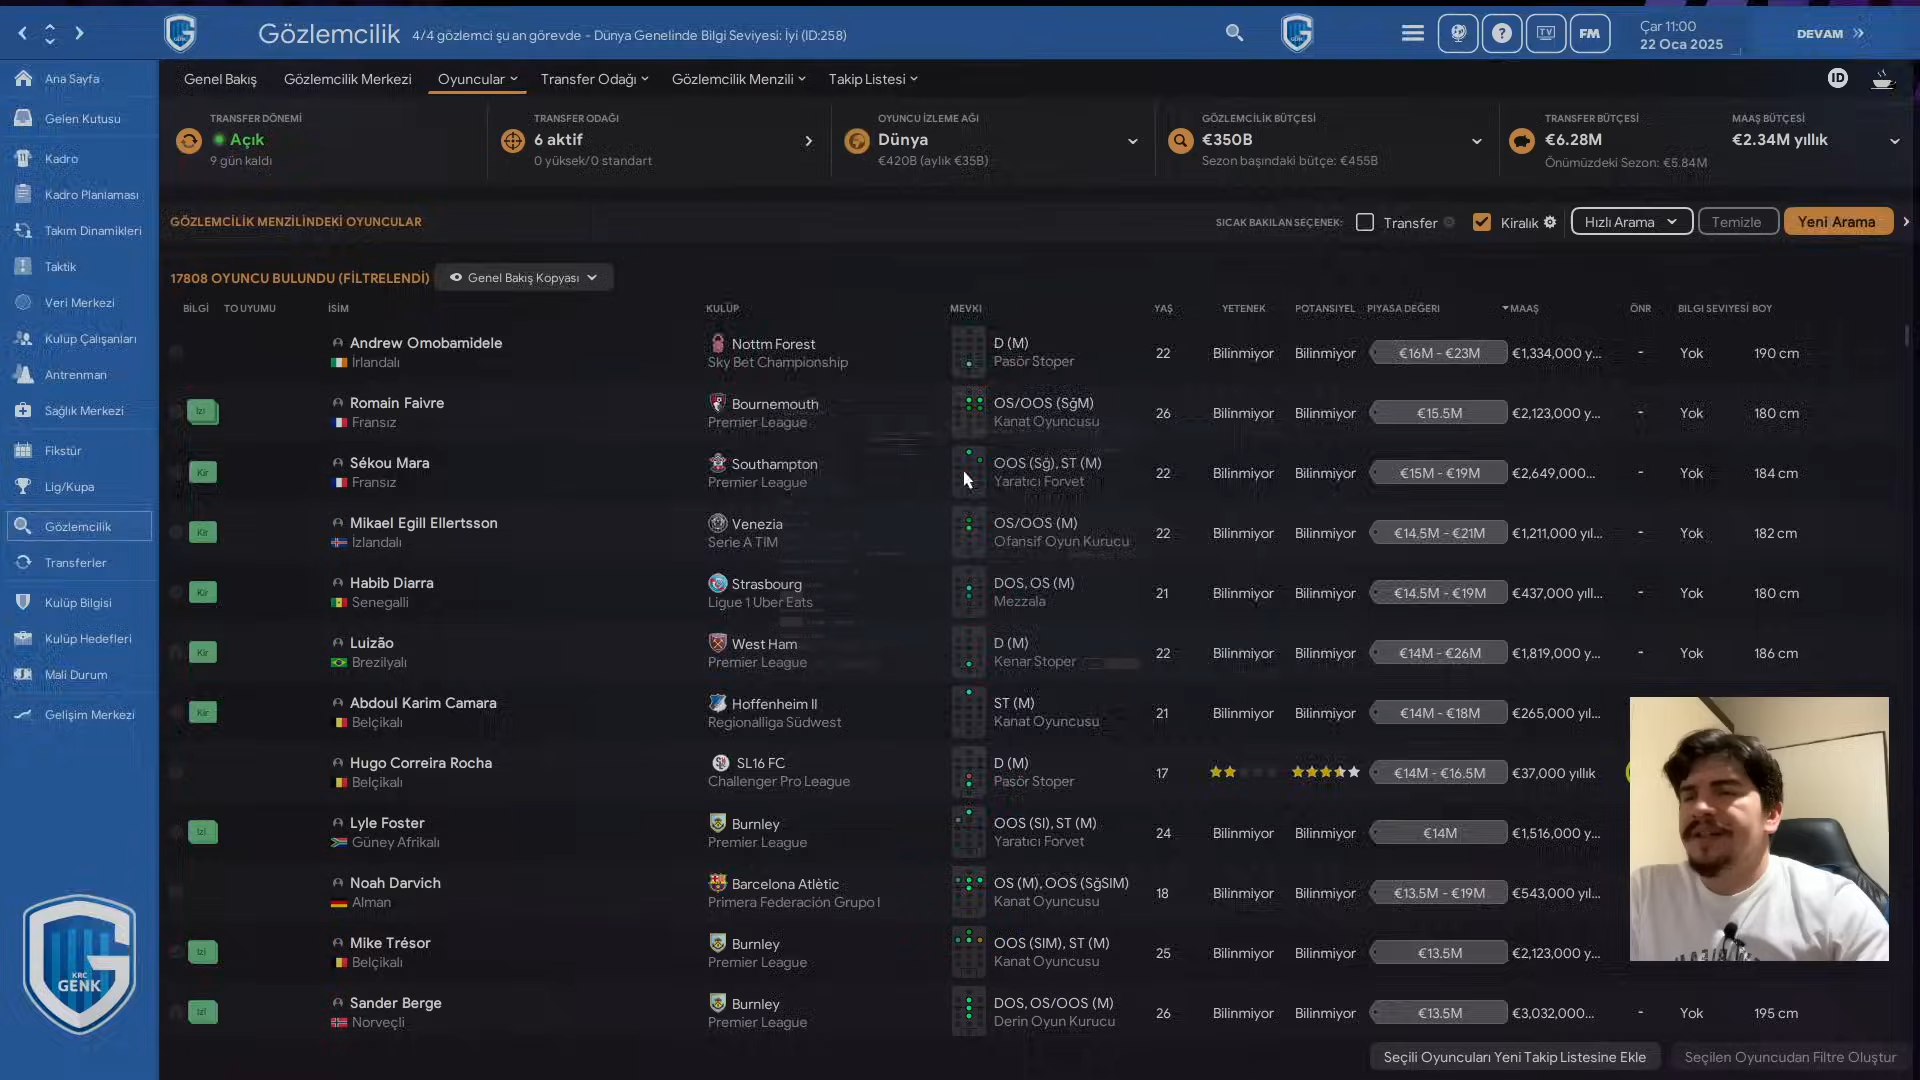 Gözlemcilik
4/4 gözlemci şu an görevde - Dünya Genelinde Bilgi Seviyesi: İyi (ID:258)
TV
FM
Çar 11:00
22 Oca 2025
DEVAM
Ana Sayfa
Gelen Kutusu
Kadro
Kadro Planlaması
Takım Dinamikleri
Taktik
Veri Merkezi
Kulüp Çalışanları
Antrenman
Sağlık Merkezi
Fikstür
Lig/Kupa
Gözlemcilik
Transferler
Kulüp Bilgisi
Kulüp Hedefleri
Mali Durum
Gelişim Merkezi
KRC
GENK
Genel Bakış
Gözlemcilik Merkezi
Oyuncular
Transfer Odağı
Gözlemcilik Menzili
Takip Listesi
ID
TRANSFER DÖNEMİ
Açık
9 gün kaldı
TRANSFER ODAĞI
6 aktif
0 yüksek/0 standart
OYUNCU İZLEME AĞI
Dünya
€420B (aylık €35B)
GÖZLEMCİLİK BÜTÇESİ
€350B
Sezon başındaki bütçe: €455B
TRANSFER BÜTÇESİ
€6.28M
Önümüzdeki Sezon: €5.84M
MAAŞ BÜTÇESİ
€2.34M yıllık
GÖZLEMCİLİK MENZİLİNDEKİ OYUNCULAR
SICAK BAKILAN SEÇENEK:
Transfer
Kiralık
Hızlı Arama
Temizle
Yeni Arama
17808 OYUNCU BULUNDU (FİLTRELENDİ)
Genel Bakış Kopyası
BİLGİ TO UYUMU İSİM KULÜP MEVKİ YAŞ YETENEK POTANSİYEL PİYASA DEĞERİ MAAŞ ÖNR BİLGİ SEVİYESİ BOY
Andrew Omobamidele Nottm Forest D (M) 22 Bilinmiyor Bilinmiyor €16M - €23M €1,334,000 y... - Yok 190 cm
İrlandalı Sky Bet Championship Pasör Stoper
İzl Romain Faivre Bournemouth OS/OOS (SğM) 26 Bilinmiyor Bilinmiyor €15.5M €2,123,000 y... - Yok 180 cm
Fransız Premier League Kanat Oyuncusu
Kir Sékou Mara Southampton OOS (Sğ), ST (M) 22 Bilinmiyor Bilinmiyor €15M - €19M €2,649,000... - Yok 184 cm
Fransız Premier League Yaratıcı Forvet
Kir Mikael Egill Ellertsson Venezia OS/OOS (M) 22 Bilinmiyor Bilinmiyor €14.5M - €21M €1,211,000 yıl... - Yok 182 cm
İzlandalı Serie A TIM Ofansif Oyun Kurucu
Kir Habib Diarra Strasbourg DOS, OS (M) 21 Bilinmiyor Bilinmiyor €14.5M - €19M €437,000 yıll... - Yok 180 cm
Senegalli Ligue 1 Uber Eats Mezzala
Kir Luizão West Ham D (M) 22 Bilinmiyor Bilinmiyor €14M - €26M €1,819,000 y... - Yok 186 cm
Brezilyalı Premier League Kenar Stoper
Kir Abdoul Karim Camara Hoffenheim II ST (M) 21 Bilinmiyor Bilinmiyor €14M - €18M €265,000 yıl...
Belçikalı Regionalliga Südwest Kanat Oyuncusu
Hugo Correira Rocha SL16 FC D (M) 17 €14M - €16.5M €37,000 yıllık
Belçikalı Challenger Pro League Pasör Stoper
İzl Lyle Foster Burnley OOS (Sl), ST (M) 24 Bilinmiyor Bilinmiyor €14M €1,516,000 y...
Güney Afrikalı Premier League Yaratıcı Forvet
Noah Darvich Barcelona Atlètic OS (M), OOS (SğSlM) 18 Bilinmiyor Bilinmiyor €13.5M - €19M €543,000 yıl...
Alman Primera Federación Grupo I Kanat Oyuncusu
İzl Mike Trésor Burnley OOS (SlM), ST (M) 25 Bilinmiyor Bilinmiyor €13.5M €2,123,000 y...
Belçikalı Premier League Kanat Oyuncusu
İzl Sander Berge Burnley DOS, OS/OOS (M) 26 Bilinmiyor Bilinmiyor €13.5M €3,032,000... - Yok 195 cm
Norveçli Premier League Derin Oyun Kurucu
Seçili Oyuncuları Yeni Takip Listesine Ekle
Seçilen Oyuncudan Filtre Oluştur